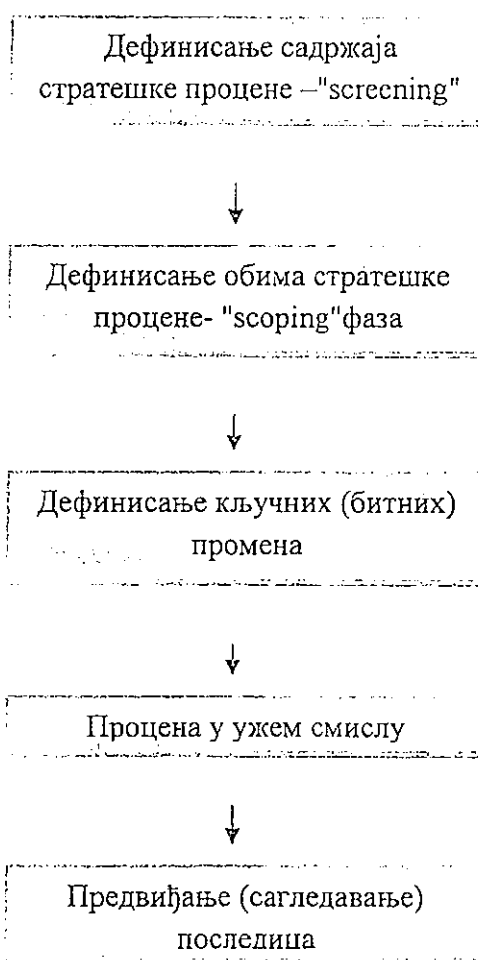 Дефинисање садржаја
стратешке процене –"screening"
Дефинисање обима стратешке
процене- "scoping"фаза
Дефинисање кључних (битних)
промена
Процена у ужем смислу
Предвиђање (сагледавање)
последица